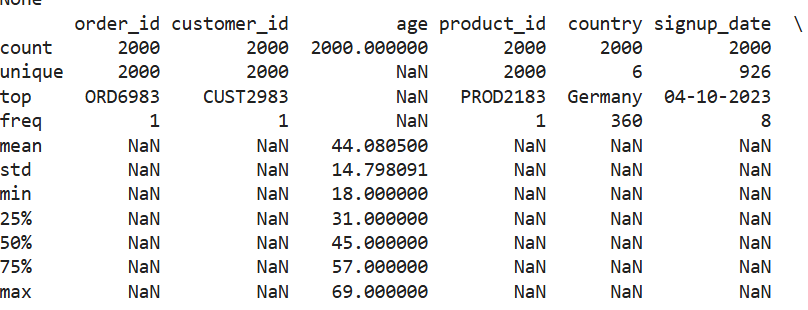 None
order_id customer_id age product_id country signup_date \
count 2000 2000 2000.000000 2000 2000 2000
unique 2000 2000 NaN 2000 6 926
top ORD6983 CUST2983 NaN PROD2183 Germany 04-10-2023
freq 1 1 NaN 1 360 8
mean NaN NaN 44.080500 NaN NaN NaN
std NaN NaN 14.798091 NaN NaN NaN
min NaN NaN 18.000000 NaN NaN NaN
25% NaN NaN 31.000000 NaN NaN NaN
50% NaN NaN 45.000000 NaN NaN NaN
75% NaN NaN 57.000000 NaN NaN NaN
max NaN NaN 69.000000 NaN NaN NaN